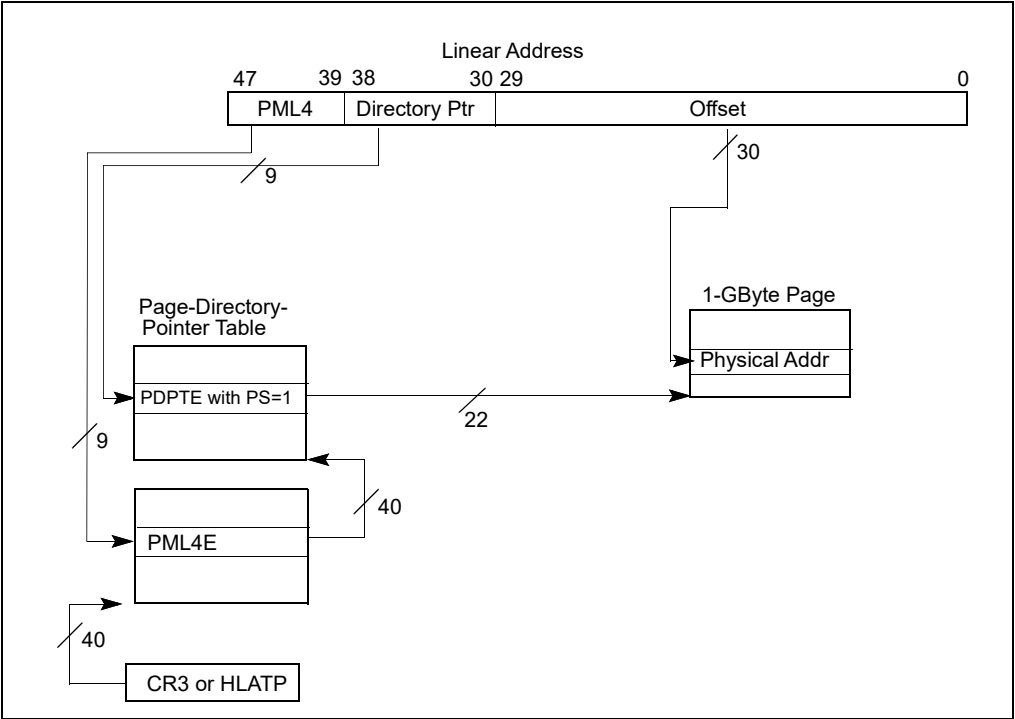 Linear Address
47 39 38 30 29 0
PML4 Directory Ptr Offset
9
30
Page-Directory-
Pointer Table
1-GByte Page
Physical Addr
PDPTE with PS=1
22
9
40
PML4E
40
CR3 or HLATP